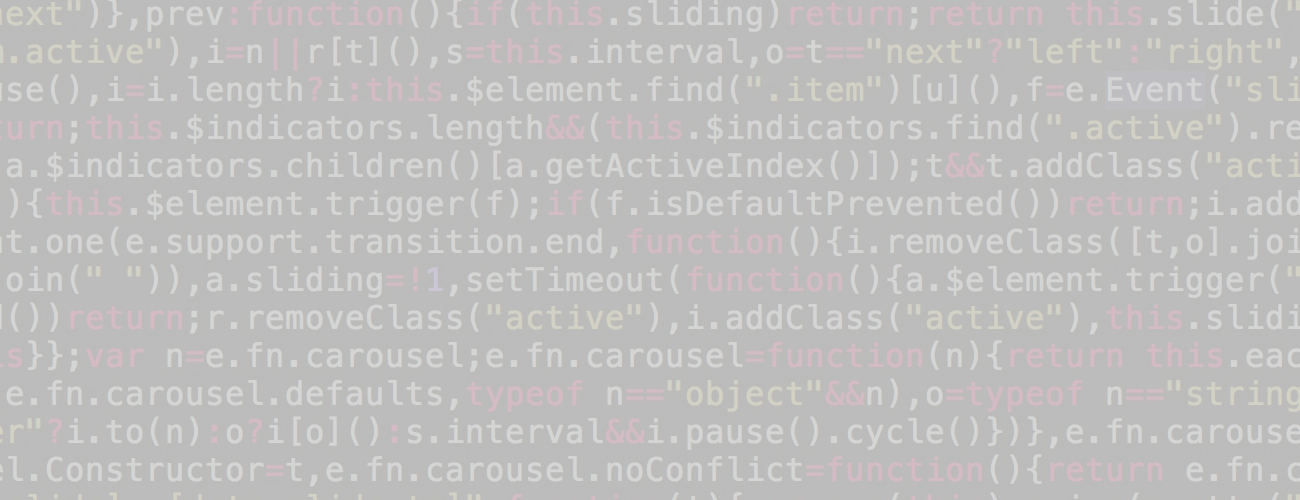 next")},prev:function(){if(this.sliding)return;return this.slide("
.active"),i=n||r[t](),s=this.interval,o=t=="next"?"left":"right",
use(),i=i.length?i:this.$element.find(".item")[u](),f=e.Event("sli
urn;this.$indicators.length&&(this.$indicators.find(".active").re
a.$indicators.children()[a.getActiveIndex()]);t&&t.addClass("acti
){this.$element.trigger(f);if(f.isDefaultPrevented())return;i.add
nt.one(e.support.transition.end,function(){i.removeClass([t,o].joi
oin(" ")),a.sliding=!1,setTimeout(function(){a.$element.trigger("
d())return;r.removeClass("active"),i.addClass("active"),this.slidi
is}};var n=e.fn.carousel;e.fn.carousel=function(n){return this.eac
e.fn.carousel.defaults,typeof n=="object"&&n),o=typeof n=="string
er"?i.to(n):o?i[o]():s.interval&&i.pause().cycle()})},e.fn.carouse
el.Constructor=t,e.fn.carousel.noConflict=function(){return e.fn.c